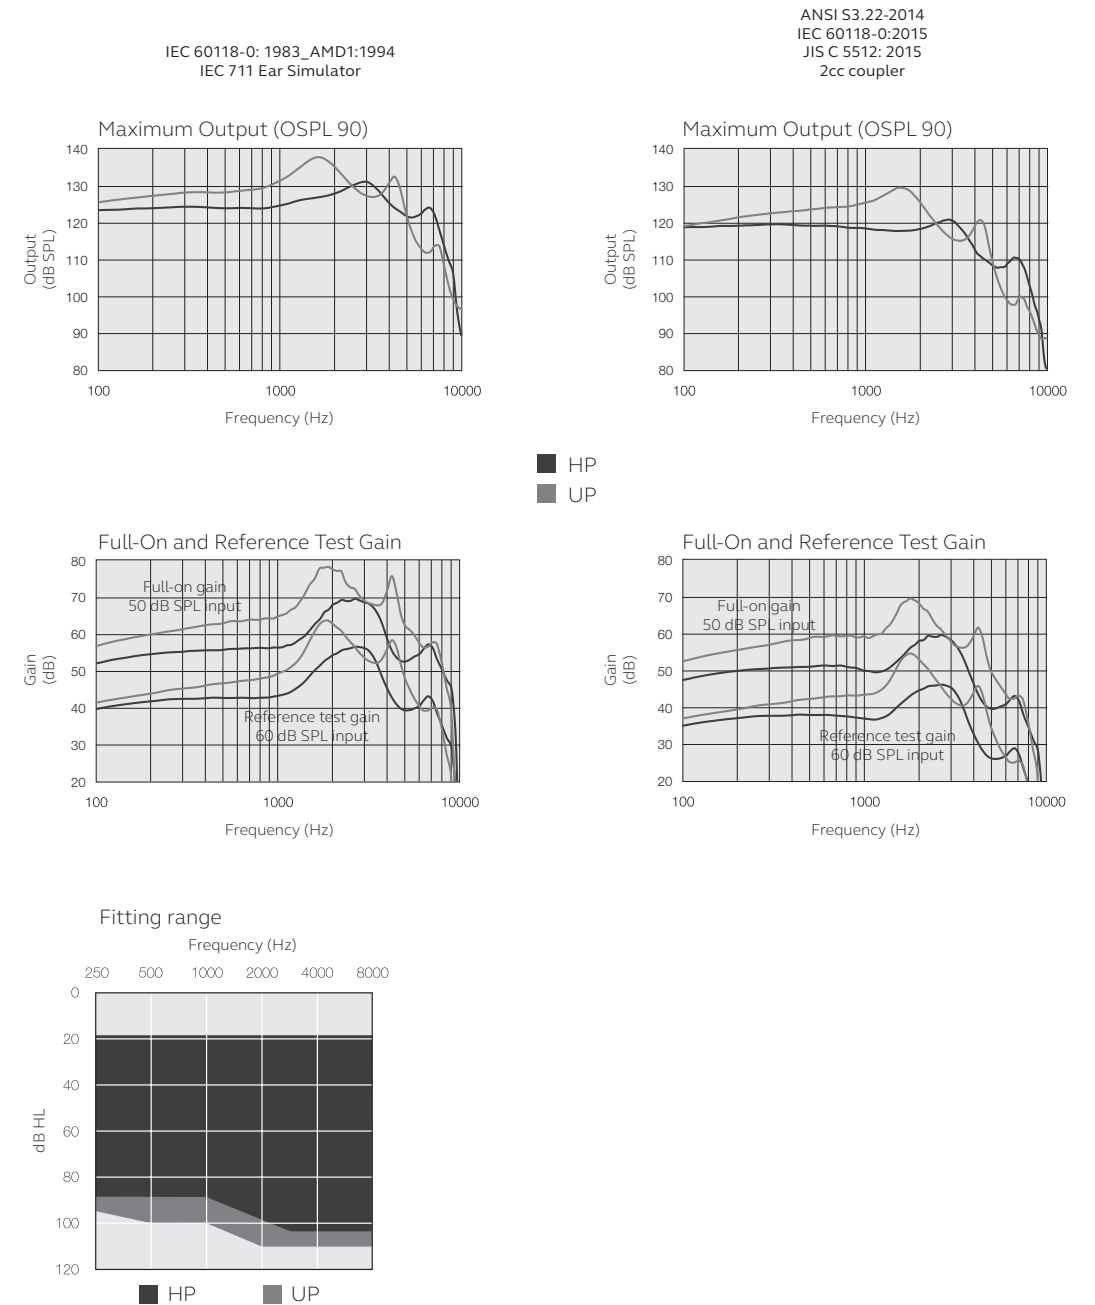 IEC 60118-0: 1983_AMD1:1994
IEC 711 Ear Simulator
ANSI S3.22-2014
IEC 60118-0:2015
JIS C 5512: 2015
2cc coupler
Maximum Output (OSPL 90)
140
130
120
110
100
90
80
Output
(dB SPL)
100
1000
10000
Frequency (Hz)
Maximum Output (OSPL 90)
140
130
120
110
100
90
80
Output
(dB SPL)
100
1000
10000
Frequency (Hz)
HP
UP
Full-On and Reference Test Gain
80
70
60
50
40
30
20
Gain
(dB)
Full-on gain
50 dB SPL input
Reference test gain
60 dB SPL input
100
1000
10000
Frequency (Hz)
Full-On and Reference Test Gain
80
70
60
50
40
30
20
Gain
(dB)
Full-on gain
50 dB SPL input
Reference test gain
60 dB SPL input
100
1000
10000
Frequency (Hz)
Fitting range
Frequency (Hz)
250 500 1000 2000 4000 8000
0
20
40
60
80
100
120
dB HL
HP
UP